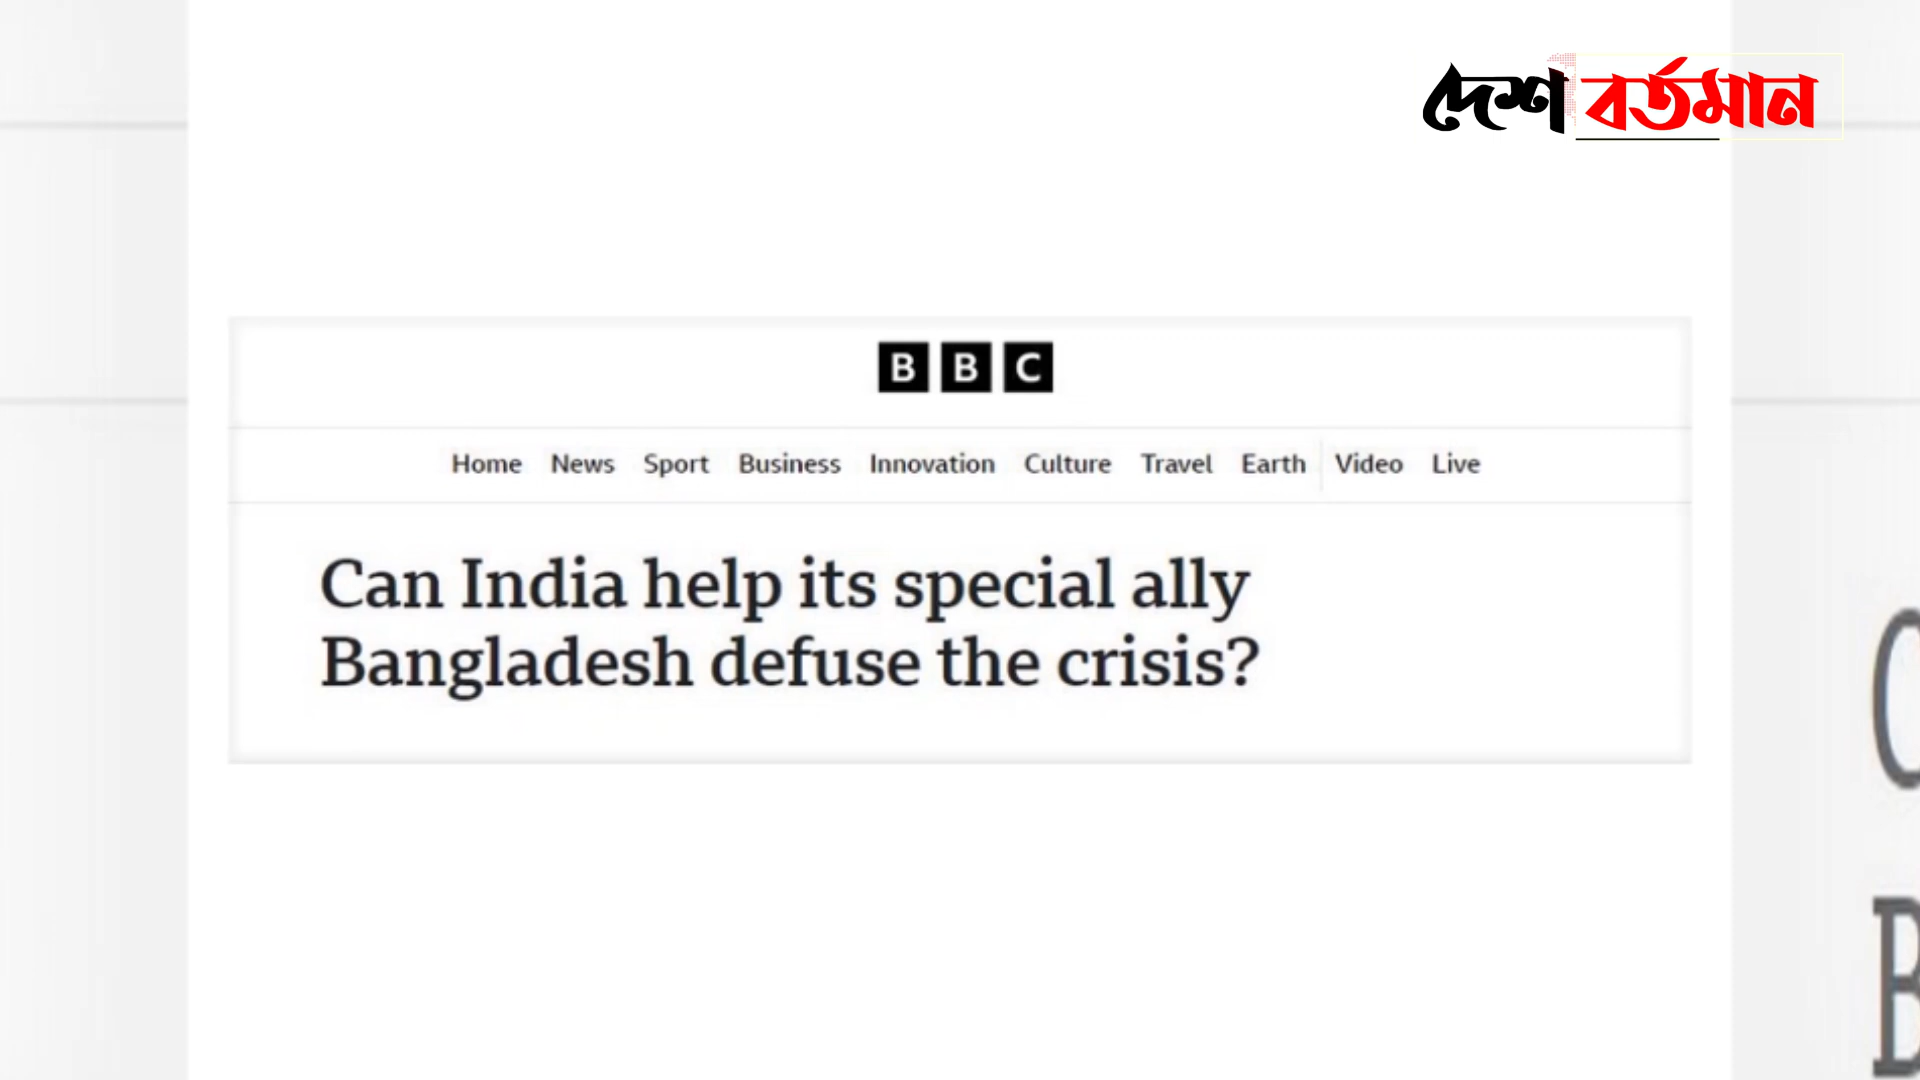 দেশ বর্তমান
BBC
Home News Sport Business Innovation Culture Travel Earth Video Live
Can India help its special ally
Bangladesh defuse the crisis?
C
B